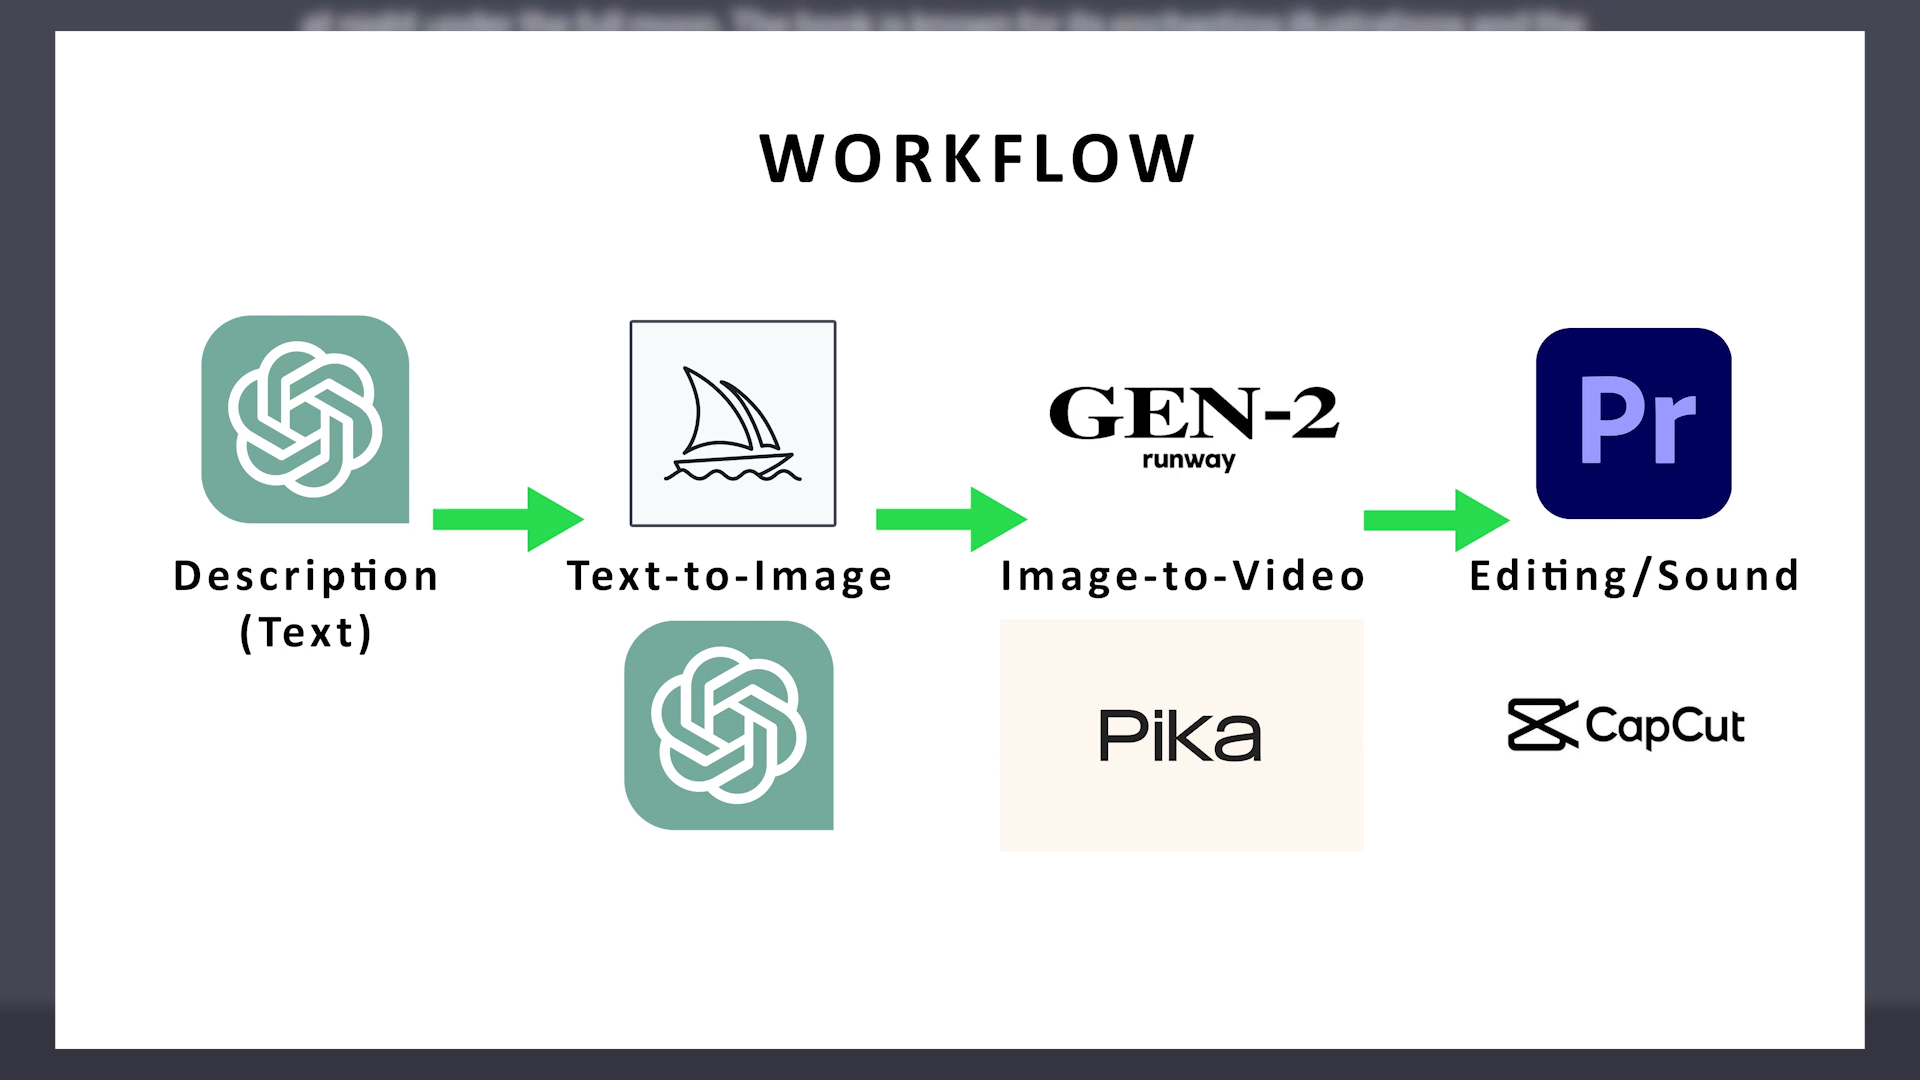 WORKFLOW
GEN-2
runway
Pr
Description
(Text)
Text-to-Image
Image-to-Video
Editing/Sound
Pika
CapCut